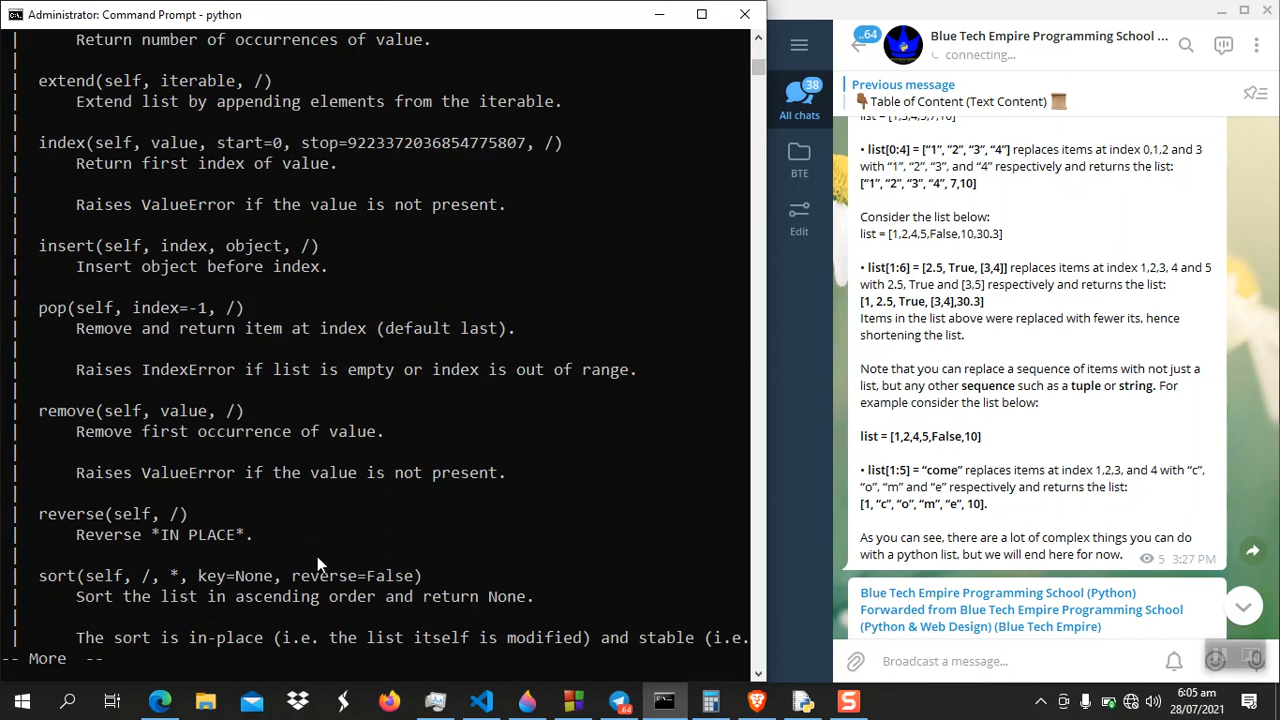 Administrator: Command Prompt - python
|        Return number of occurrences of value.
|
|    extend(self, iterable, /)
|        Extend list by appending elements from the iterable.
|
|    index(self, value, start=0, stop=9223372036854775807, /)
|        Return first index of value.
|
|        Raises ValueError if the value is not present.
|
|    insert(self, index, object, /)
|        Insert object before index.
|
|    pop(self, index=-1, /)
|        Remove and return item at index (default last).
|
|        Raises IndexError if list is empty or index is out of range.
|
|    remove(self, value, /)
|        Remove first occurrence of value.
|
|        Raises ValueError if the value is not present.
|
|    reverse(self, /)
|        Reverse *IN PLACE*.
|
|    sort(self, /, *, key=None, reverse=False)
|        Sort the list in ascending order and return None.
|
|        The sort is in-place (i.e. the list itself is modified) and stable (i.e.
-- More  --
38
All chats
BTE
Edit
..64
Blue Tech Empire Programming School ...
connecting...
Previous message
Table of Content (Text Content)
list = [1,3,4,5,7,10]
• list[0:4] = [“1”, “2”, “3”, “4”] replaces items at index 0,1,2 and 3
with “1”, “2”, “3”, and “4” respectively and returns the list:
[“1”, “2”, “3”, “4”, 7,10]
Consider the list below:
list = [1,2,4,5,False,10,30.3]
• list[1:6] = [2.5, True, [3,4]] replaces items at index 1,2,3, 4 and 5
with 2.5, True and [3,5] respectively and returns the list:
[1, 2.5, True, [3,4],30.3]
Items in the list above were replaced with fewer its, hence
shortening the list.
Note that you can replace a sequence of items with not just a
list, but any other sequence such as a tuple or string. For
example consider the list below:
list = [1,2,4,5,False,10]
• list[1:5] = “come” replaces items at index 1,2,3, and 4 with “c”,
“o”, “m” and “e” respectively and returns the list:
[1, “c”, “o”, “m”, “e”, 10].
As you can see, there are a lot of complex things you can do
with a python list, but we will end here for now.
5 3:27 PM
Blue Tech Empire Programming School (Python)
Forwarded from Blue Tech Empire Programming School
(Python & Web Design) (Blue Tech Empire)
Broadcast a message...
.64
6:05 am
28/07/2021